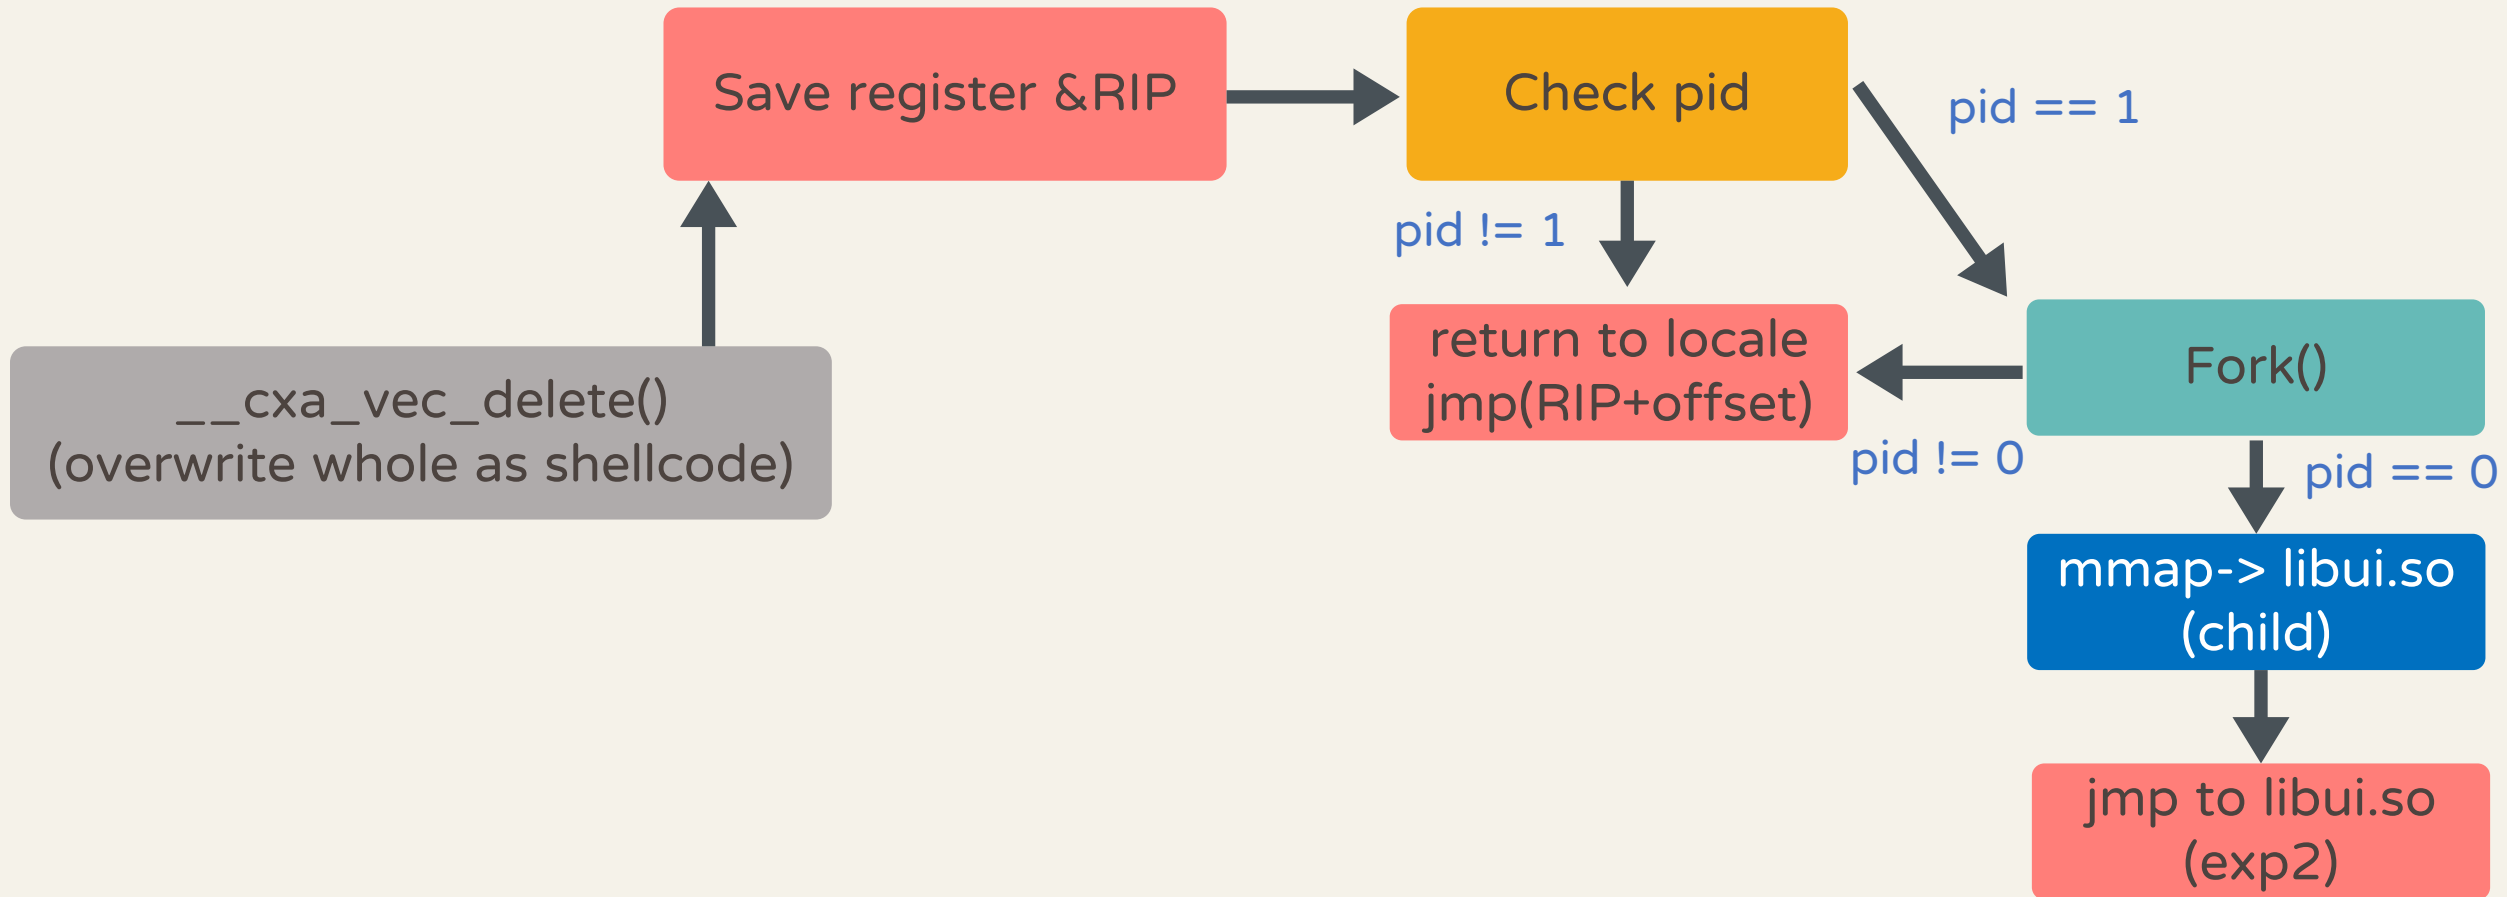 Save register & RIP
Check pid
pid == 1
pid != 1
return to locale
jmp(RIP+offset)
Fork()
__cxa_vec_delete()
(overwrite whole as shellcode)
pid != 0
pid == 0
mmap-> libui.so
(child)
jmp to libui.so
(exp2)